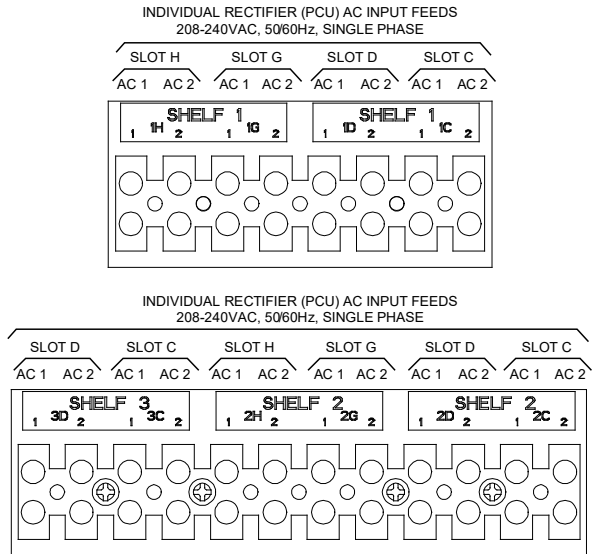 INDIVIDUAL RECTIFIER (PCU) AC INPUT FEEDS
208-240VAC, 50/60Hz, SINGLE PHASE
SLOT H SLOT G SLOT D SLOT C
AC 1 AC 2 AC 1 AC 2 AC 1 AC 2 AC 1 AC 2
SHELF 1 SHELF 1
1 1H 2 1 1G 2 1 1D 2 1 1C 2
INDIVIDUAL RECTIFIER (PCU) AC INPUT FEEDS
208-240VAC, 50/60Hz, SINGLE PHASE
SLOT D SLOT C SLOT H SLOT G SLOT D SLOT C
AC 1 AC 2 AC 1 AC 2 AC 1 AC 2 AC 1 AC 2 AC 1 AC 2 AC 1 AC 2
SHELF 3 SHELF 2 SHELF 2
1 3D 2 1 3C 2 1 2H 2 1 2G 2 1 2D 2 1 2C 2